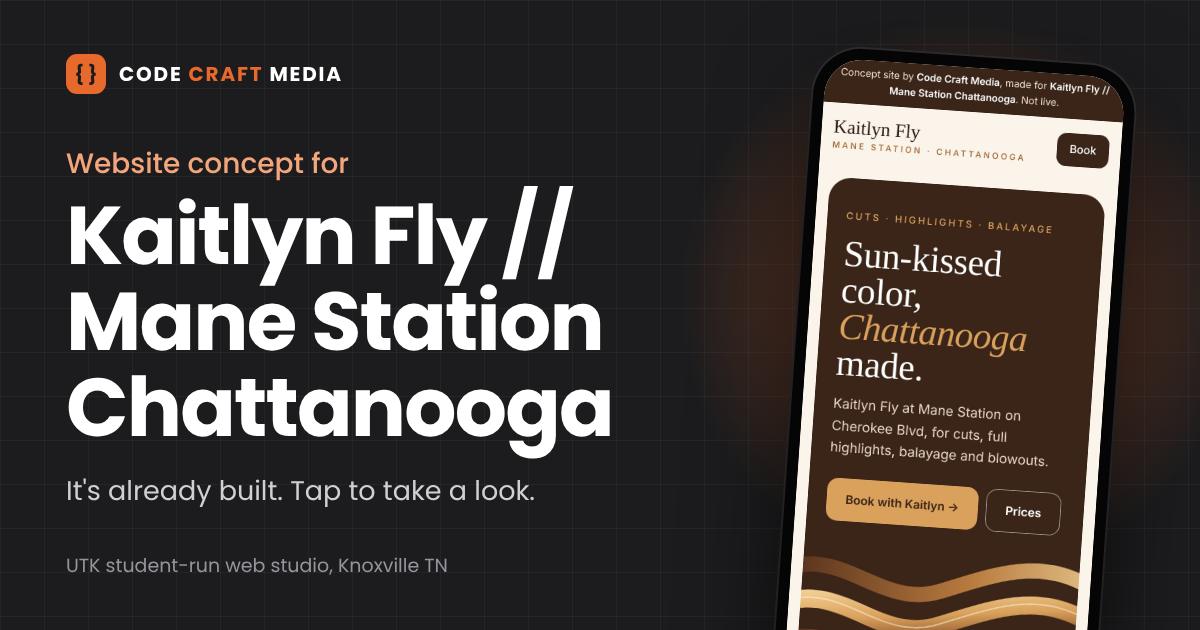 { } CODE CRAFT MEDIA
Website concept for
Kaitlyn Fly //
Mane Station
Chattanooga
It's already built. Tap to take a look.
UTK student-run web studio, Knoxville TN
Concept site by Code Craft Media, made for Kaitlyn Fly //
Mane Station Chattanooga. Not live.
Kaitlyn Fly
MANE STATION · CHATTANOOGA
Book
CUTS · HIGHLIGHTS · BALAYAGE
Sun-kissed
color,
Chattanooga
made.
Kaitlyn Fly at Mane Station on
Cherokee Blvd, for cuts, full
highlights, balayage and blowouts.
Book with Kaitlyn →
Prices